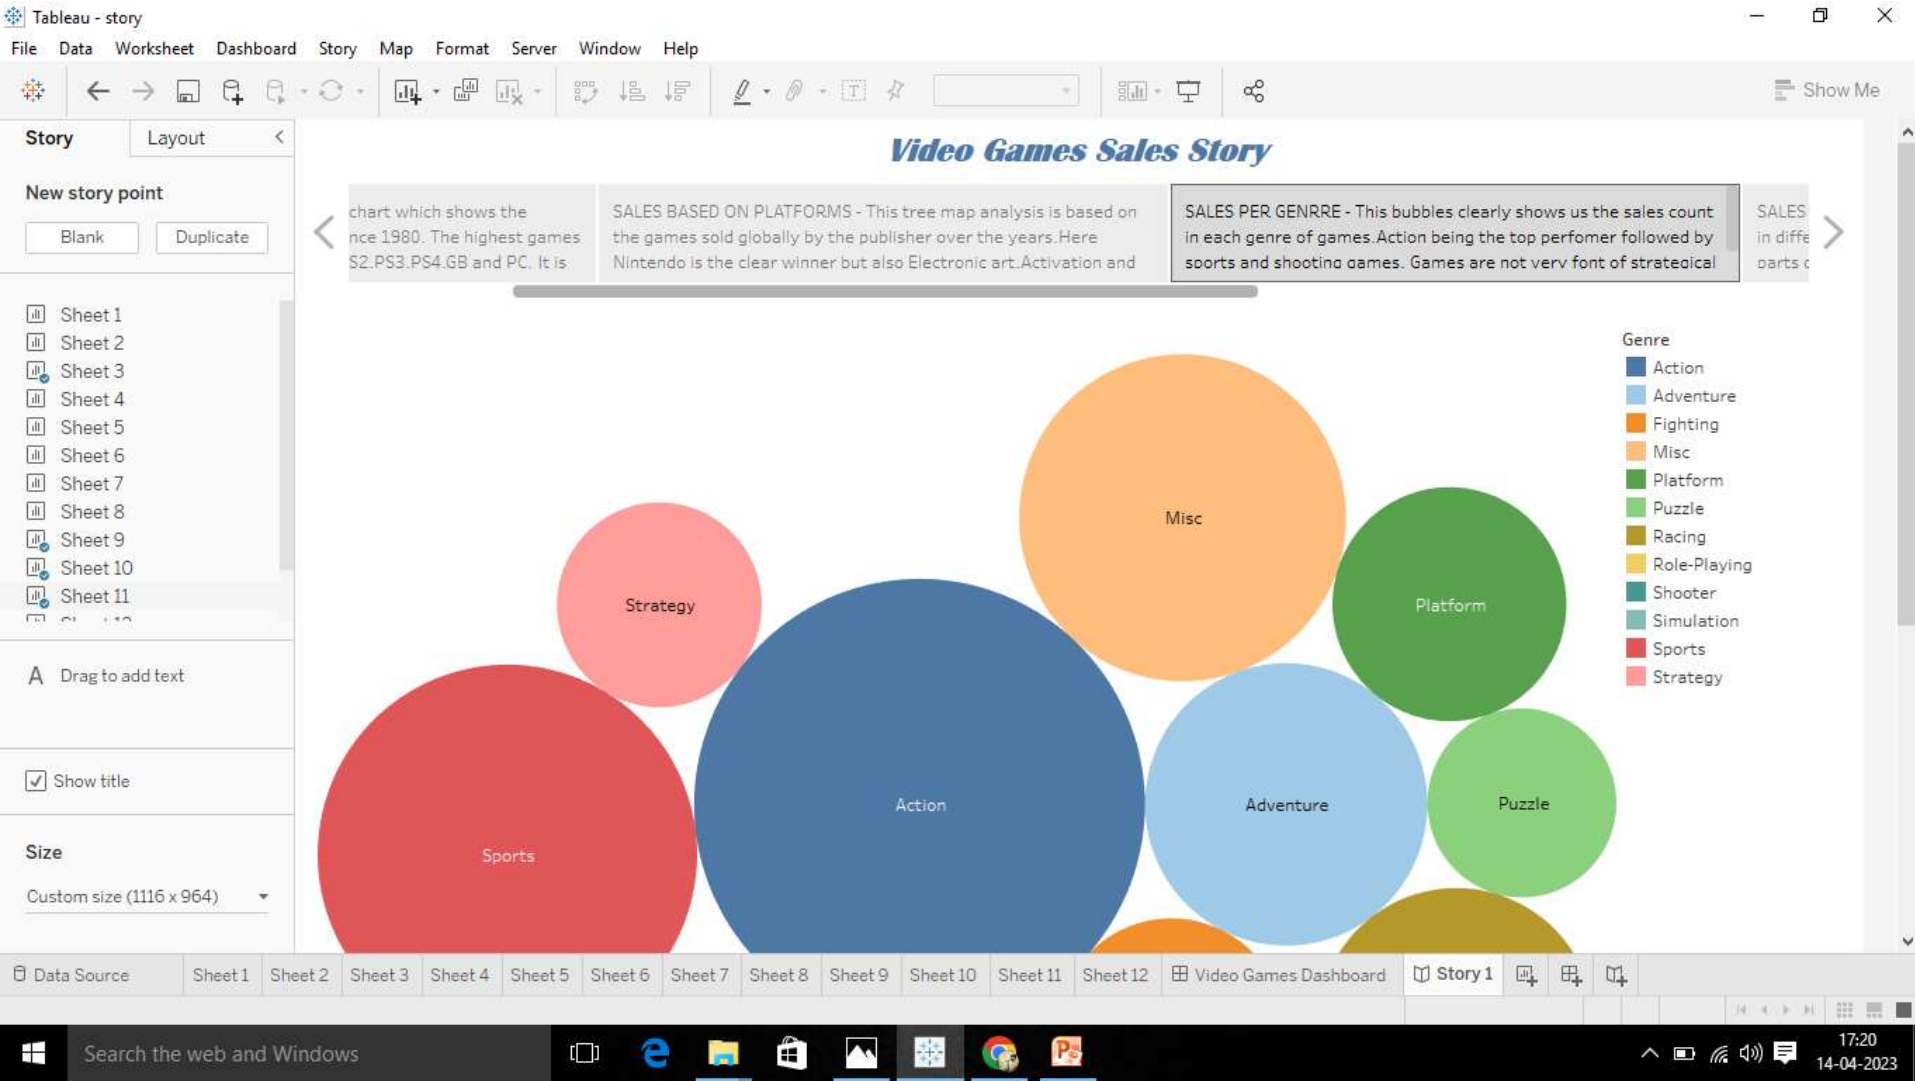 Tableau - story
File Data Worksheet Dashboard Story Map Format Server Window Help
Show Me
Story Layout
New story point
Blank Duplicate
Sheet 1
Sheet 2
Sheet 3
Sheet 4
Sheet 5
Sheet 6
Sheet 7
Sheet 8
Sheet 9
Sheet 10
Sheet 11
A Drag to add text
Show title
Size
Custom size (1116 x 964)
Video Games Sales Story
chart which shows the
nce 1980. The highest games
S2.PS3.PS4.GB and PC. It is
SALES BASED ON PLATFORMS - This tree map analysis is based on
the games sold globally by the publisher over the years.Here
Nintendo is the clear winner but also Electronic art.Activation and
SALES PER GENRRE - This bubbles clearly shows us the sales count
in each genre of games.Action being the top perfomer followed by
sports and shooting games. Games are not very font of strategical
SALES
in diffe
parts
Misc
Strategy
Platform
Action
Adventure
Puzzle
Sports
Genre
Action
Adventure
Fighting
Misc
Platform
Puzzle
Racing
Role-Playing
Shooter
Simulation
Sports
Strategy
Data Source Sheet 1 Sheet 2 Sheet 3 Sheet 4 Sheet 5 Sheet 6 Sheet 7 Sheet 8 Sheet 9 Sheet 10 Sheet 11 Sheet 12 Video Games Dashboard Story 1
Search the web and Windows
17:20
14-04-2023